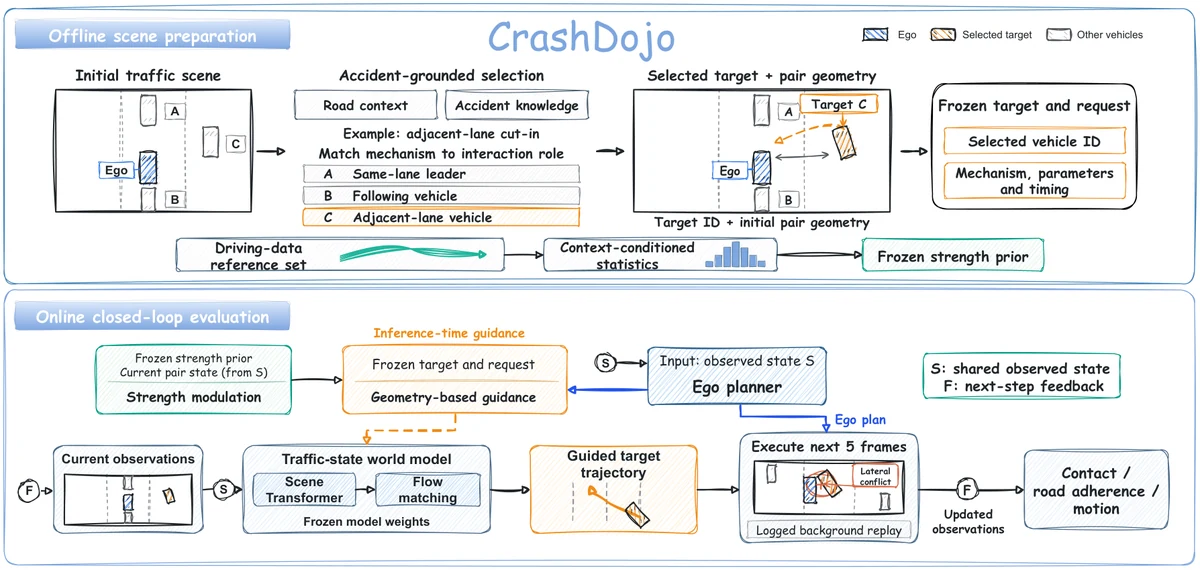 Offline scene preparation
CrashDojo
Ego
Selected target
Other vehicles
Initial traffic scene
A
C
Ego
B
Accident-grounded selection
Road context
Accident knowledge
Example: adjacent-lane cut-in
Match mechanism to interaction role
A Same-lane leader
B Following vehicle
C Adjacent-lane vehicle
Selected target + pair geometry
A
Target C
Ego
B
Target ID + initial pair geometry
Frozen target and request
Selected vehicle ID
Mechanism, parameters
and timing
Driving-data
reference set
Context-conditioned
statistics
Frozen strength prior
Online closed-loop evaluation
Inference-time guidance
Frozen strength prior
Current pair state (from S)
Strength modulation
Frozen target and request
Geometry-based guidance
S
Input: observed state S
Ego planner
S: shared observed state
F: next-step feedback
Ego plan
F
Current observations
S
Traffic-state world model
Scene
Transformer
Flow
matching
Frozen model weights
Guided target
trajectory
Execute next 5 frames
Lateral
conflict
Logged background replay
F
Updated
observations
Contact /
road adherence /
motion